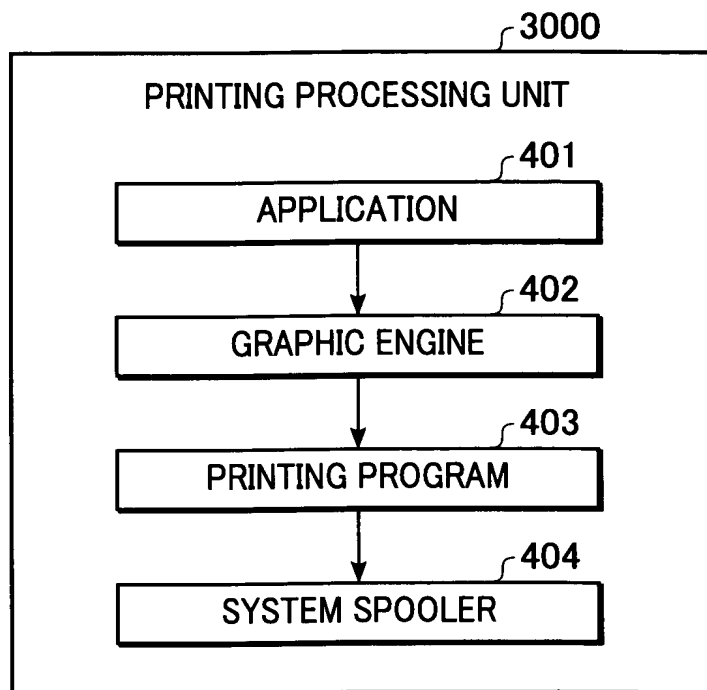 3000
PRINTING PROCESSING UNIT
401
APPLICATION
402
GRAPHIC ENGINE
403
PRINTING PROGRAM
404
SYSTEM SPOOLER